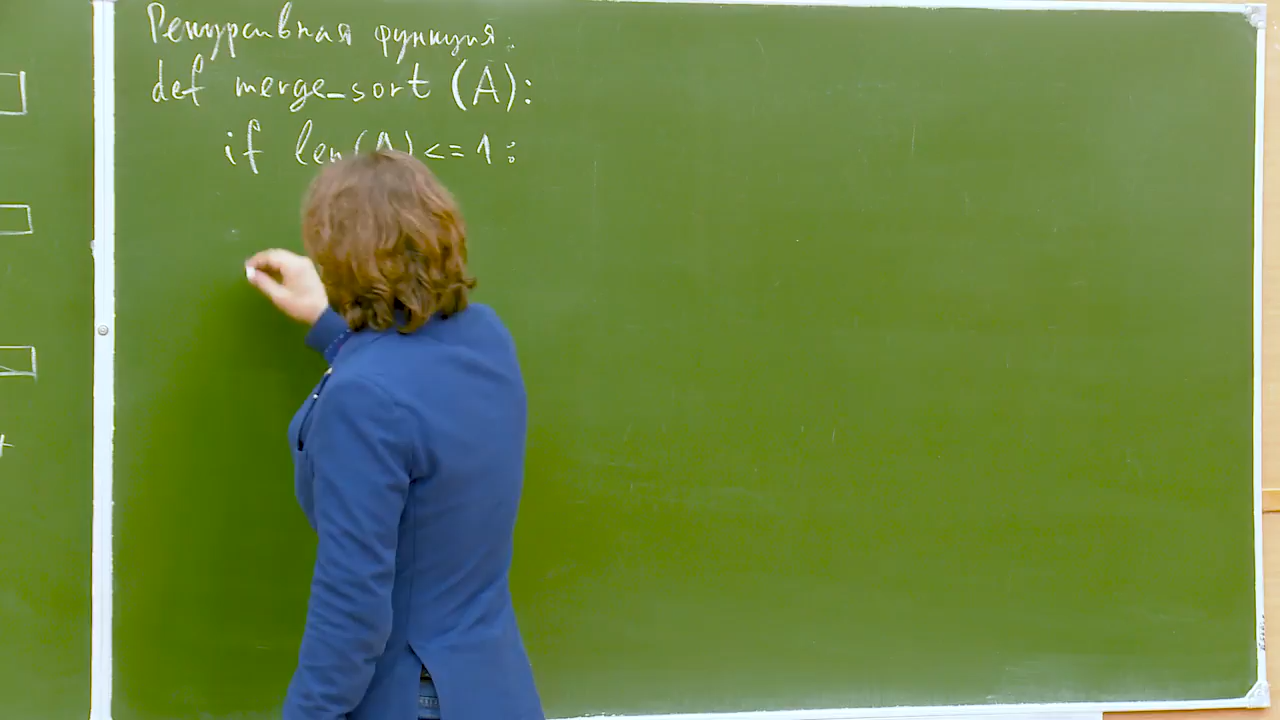 Рекурсивная функция:
def merge_sort (A):
if len(A) <= 1: